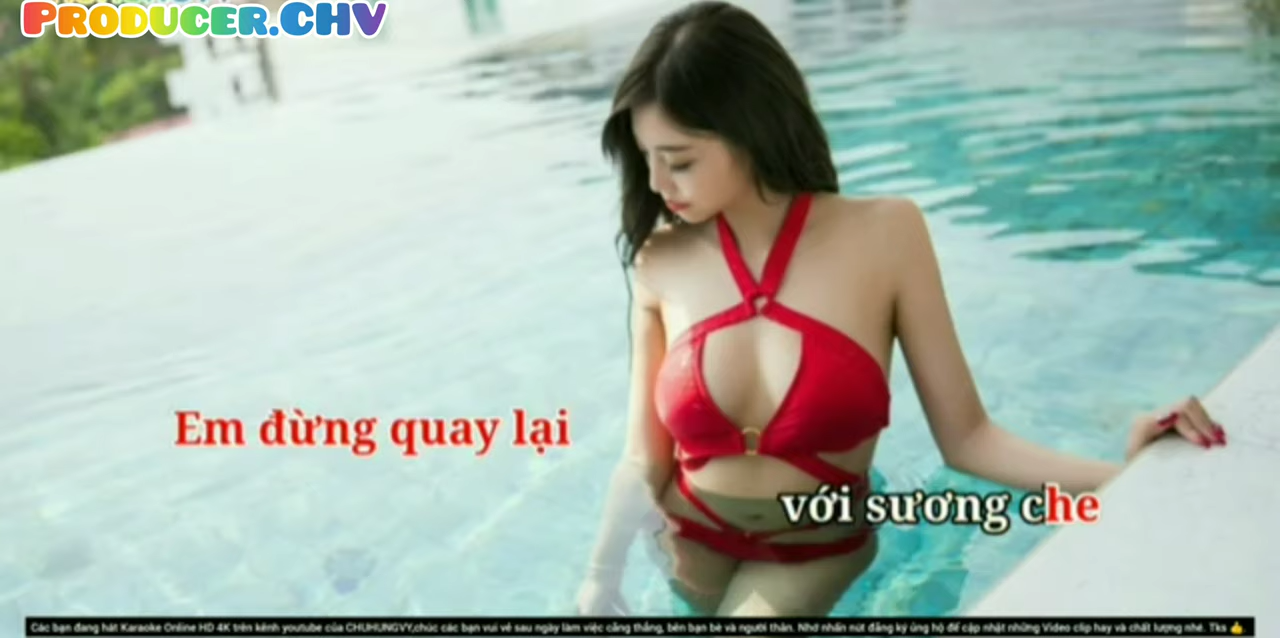 PRODUCER.CHV
Em đừng quay lại
với sương che
Các bạn đang hát Karaoke Online HD 4K trên kênh youtube của CHUHUNGVY,chúc các bạn vui vẻ sau ngày làm việc căng thẳng, bên bạn bè và người thân. Nhớ nhấn nút đăng ký ủng hộ để cập nhật những Video clip hay và chất lượng nhé. Tks 👍